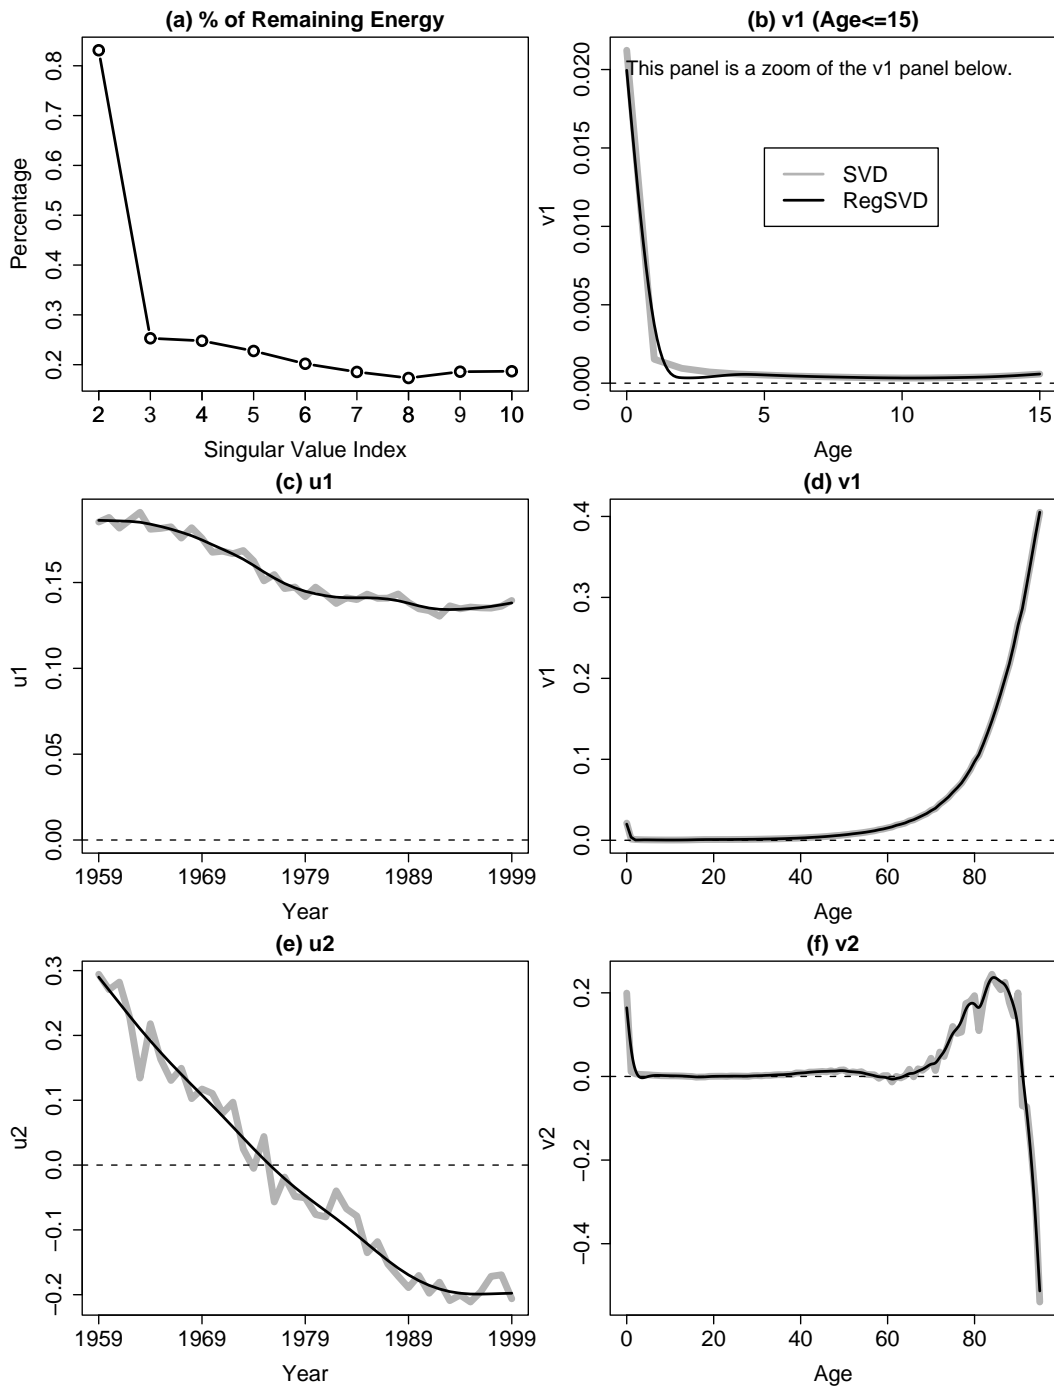 (a) % of Remaining Energy
Percentage
0.2 0.3 0.4 0.5 0.6 0.7 0.8
2 3 4 5 6 7 8 9 10
Singular Value Index
(b) v1 (Age<=15)
This panel is a zoom of the v1 panel below.
SVD
RegSVD
v1
0.000 0.005 0.010 0.015 0.020
0 5 10 15
Age
(c) u1
u1
0.00 0.05 0.10 0.15
1959 1969 1979 1989 1999
Year
(d) v1
v1
0.0 0.1 0.2 0.3 0.4
0 20 40 60 80
Age
(e) u2
u2
−0.2 −0.1 0.0 0.1 0.2 0.3
1959 1969 1979 1989 1999
Year
(f) v2
v2
−0.4 −0.2 0.0 0.2
0 20 40 60 80
Age